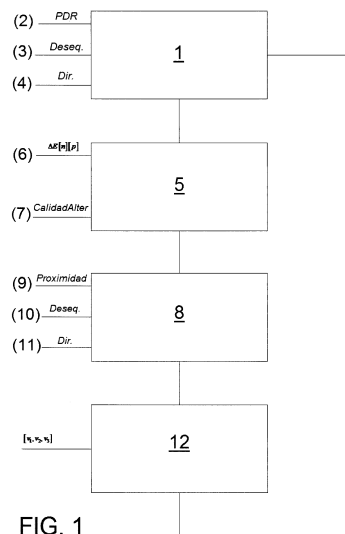 (2) PDR
(3) Deseq.
1
(4) Dir.
(6) ΔE[n][p]
5
(7) CalidadAlter
(9) Proximidad
(10) Deseq.
8
(11) Dir.
12
FIG. 1